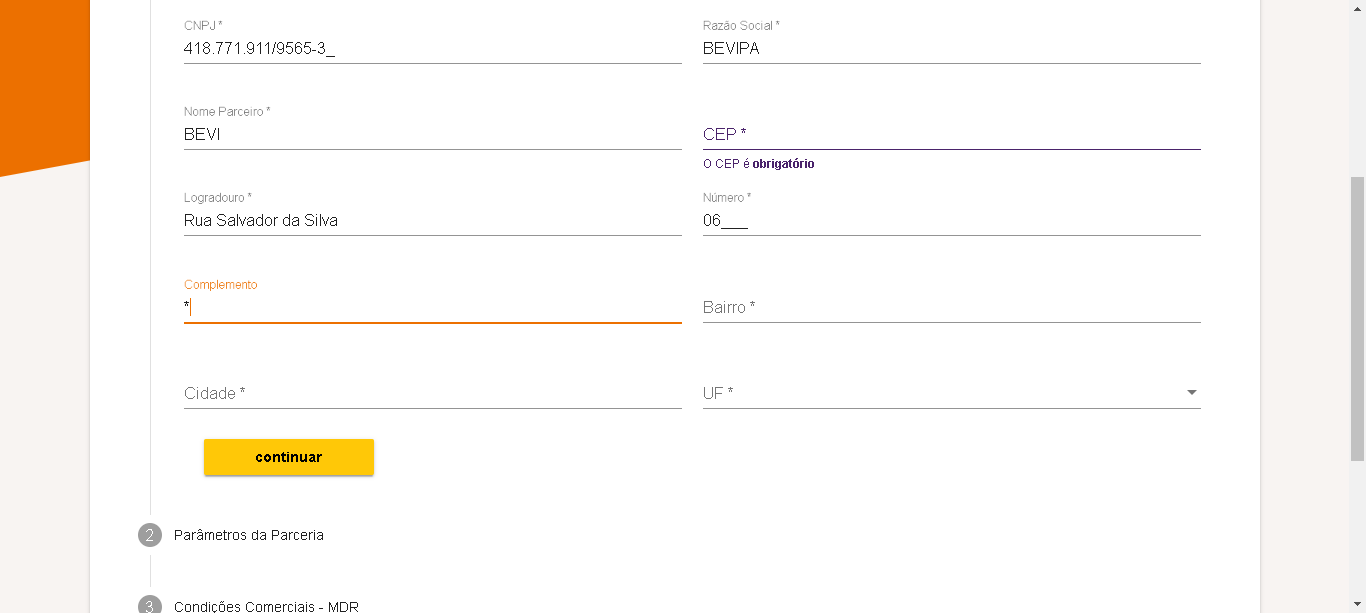 CNPJ *
418.771.911/9565-3_
Razão Social *
BEVIPA
Nome Parceiro *
BEVI
CEP *
O CEP é obrigatório
Logradouro *
Rua Salvador da Silva
Número *
06___
Complemento
*
Bairro *
Cidade *
UF *
continuar
2 Parâmetros da Parceria
3 Condições Comerciais - MDR